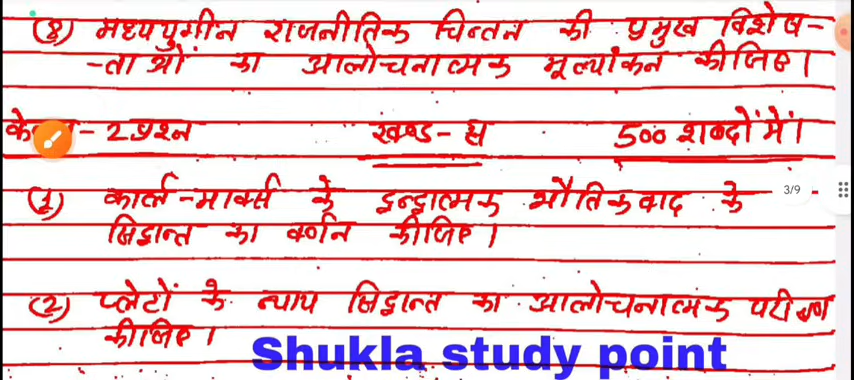 (8) मध्ययुगीन राजनीतिक चिन्तन की प्रमुख विशेष-
-ताओं का आलोचनात्मक मूल्यांकन कीजिए।
- 2 प्रश्न खण्ड - स 500 शब्दों में।
(1) कार्ल-मार्क्स के द्वन्द्वात्मक भौतिकवाद के
3/9
सिद्धान्त का वर्णन कीजिए।
(2) प्लेटों के न्याय सिद्धान्त का आलोचनात्मक परीक्षण
कीजिए।
Shukla study point